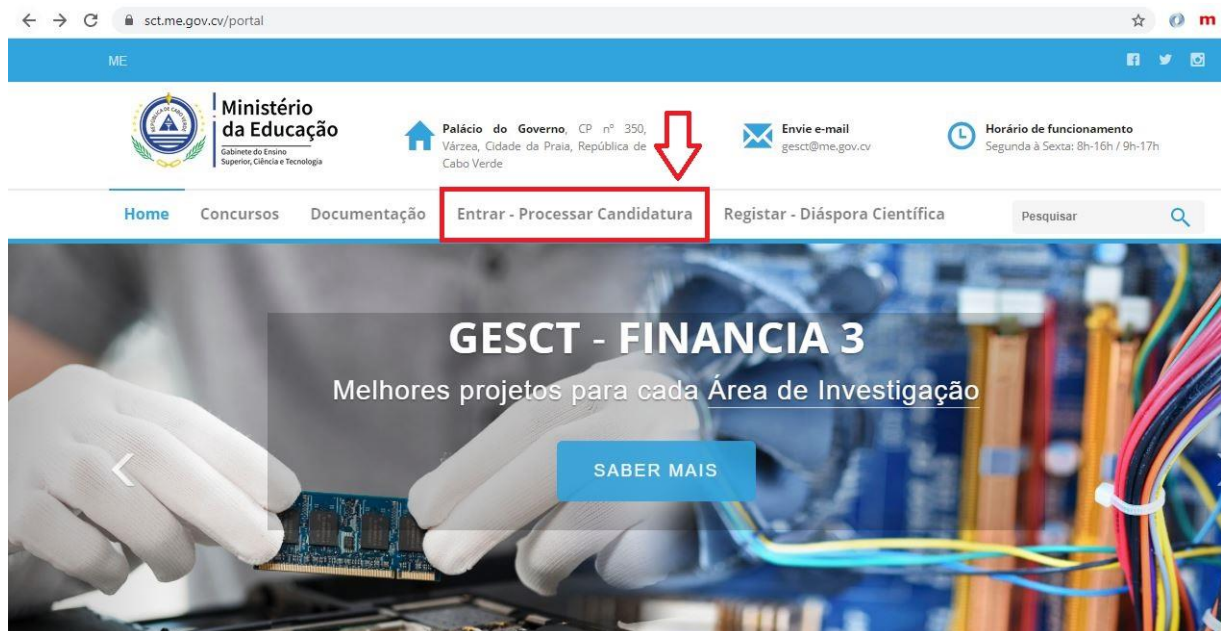 sct.me.gov.cv/portal
m
ME
Ministério
da Educação
Gabinete do Ensino
Superior, Ciência e Tecnologia
Palácio do Governo, CP nº 350,
Várzea, Cidade da Praia, República de
Cabo Verde
Envie e-mail
gesct@me.gov.cv
Horário de funcionamento
Segunda à Sexta: 8h-16h / 9h-17h
Home
Concursos
Documentação
Entrar - Processar Candidatura
Registar - Diáspora Científica
Pesquisar
GESCT - FINANCIA 3
Melhores projetos para cada Área de Investigação
SABER MAIS